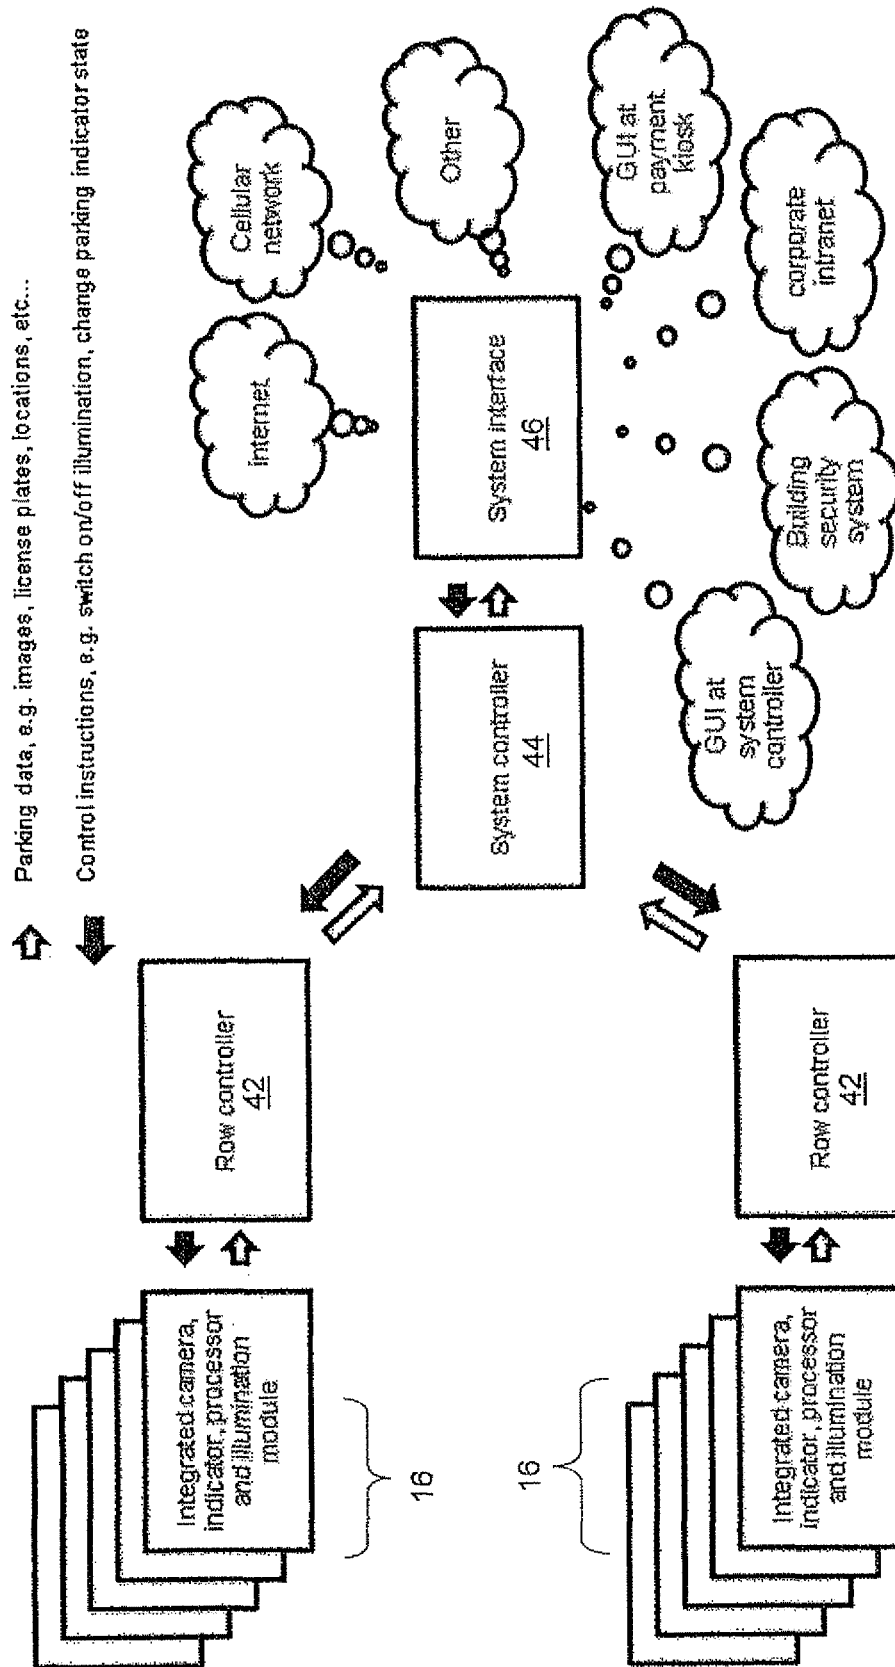 Parking data, e.g. images, license plates, locations, etc...
Control instructions, e.g. switch on/off illumination, change parking indicator state
Integrated camera,
indicator, processor
and illumination
module
16
Row controller
42
Integrated camera,
indicator, processor
and illumination
module
16
Row controller
42
System controller
44
System interface
46
internet
Cellular
network
Other
GUI at
payment
kiosk
corporate
intranet
Building
security
system
GUI at
system
controller